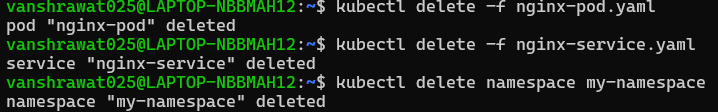 vanshrawat025@LAPTOP-NBBMAH12:~$ kubectl delete -f nginx-pod.yaml
pod "nginx-pod" deleted
vanshrawat025@LAPTOP-NBBMAH12:~$ kubectl delete -f nginx-service.yaml
service "nginx-service" deleted
vanshrawat025@LAPTOP-NBBMAH12:~$ kubectl delete namespace my-namespace
namespace "my-namespace" deleted